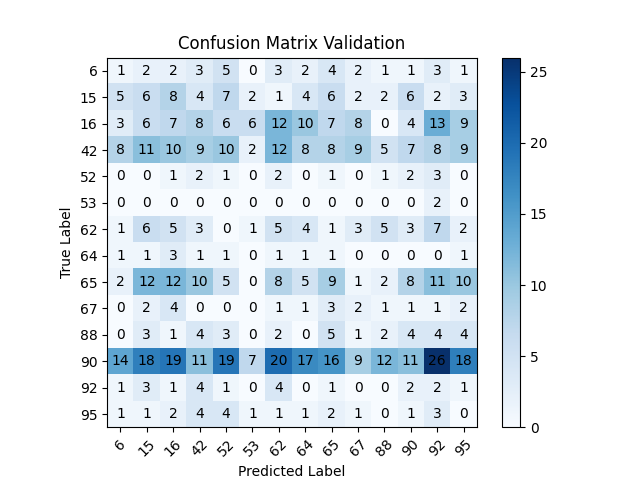 Confusion Matrix Validation
6 1 2 2 3 5 0 3 2 4 2 1 1 3 1
15 5 6 8 4 7 2 1 4 6 2 2 6 2 3
16 3 6 7 8 6 6 12 10 7 8 0 4 13 9
42 8 11 10 9 10 2 12 8 8 9 5 7 8 9
52 0 0 1 2 1 0 2 0 1 0 1 2 3 0
53 0 0 0 0 0 0 0 0 0 0 0 0 2 0
62 1 6 5 3 0 1 5 4 1 3 5 3 7 2
64 1 1 3 1 1 0 1 1 1 0 0 0 0 1
65 2 12 12 10 5 0 8 5 9 1 2 8 11 10
67 0 2 4 0 0 0 1 1 3 2 1 1 1 2
88 0 3 1 4 3 0 2 0 5 1 2 4 4 4
90 14 18 19 11 19 7 20 17 16 9 12 11 26 18
92 1 3 1 4 1 0 4 0 1 0 0 2 2 1
95 1 1 2 4 4 1 1 1 2 1 0 1 3 0
6 15 16 42 52 53 62 64 65 67 88 90 92 95
Predicted Label
True Label
25
20
15
10
5
0